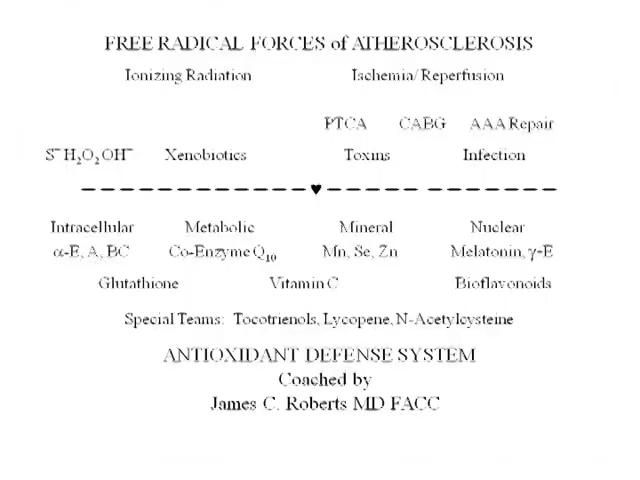 FREE RADICAL FORCES of ATHEROSCLEROSIS
Ionizing Radiation Ischemia/Reperfusion
PTCA CABG AAA Repair
S⁻ H₂O₂ OH⁻ Xenobiotics Toxins Infection
Intracellular Metabolic Mineral Nuclear
α-E, A, BC Co-Enzyme Q₁₀ Mn, Se, Zn Melatonin, γ-E
Glutathione Vitamin C Bioflavonoids
Special Teams: Tocotrienols, Lycopene, N-Acetylcysteine
ANTIOXIDANT DEFENSE SYSTEM
Coached by
James C. Roberts MD FACC